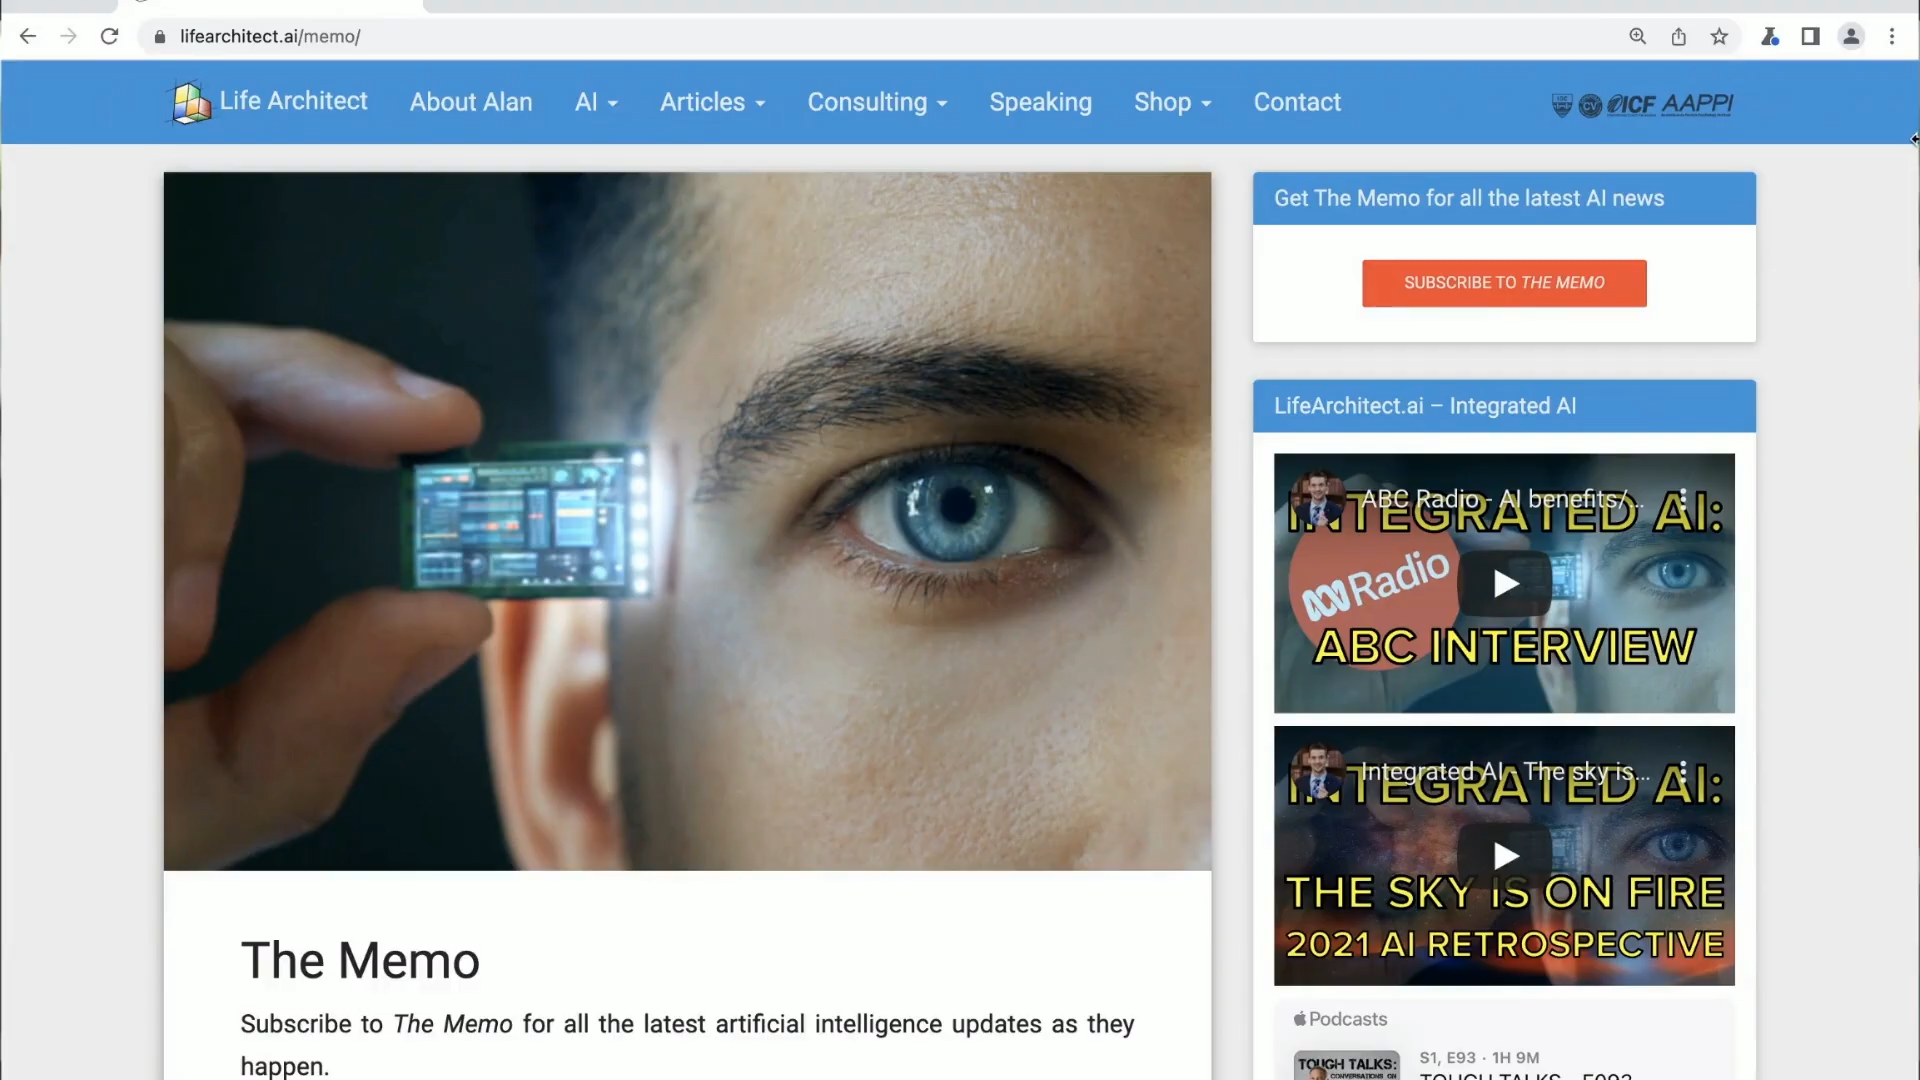 lifearchitect.ai/memo/
Life Architect
About Alan
AI
Articles
Consulting
Speaking
Shop
Contact
CV
ICF
AAPPI
The Memo
Subscribe to The Memo for all the latest artificial intelligence updates as they
happen.
Get The Memo for all the latest AI news
SUBSCRIBE TO THE MEMO
LifeArchitect.ai – Integrated AI
ABC Radio - AI benefits/...
INTEGRATED AI:
Radio
ABC INTERVIEW
Integrated AI - The sky is...
INTEGRATED AI:
THE SKY IS ON FIRE
2021 AI RETROSPECTIVE
Podcasts
TOUGH TALKS:
S1, E93 · 1H 9M
TOUGH TALKS - E093